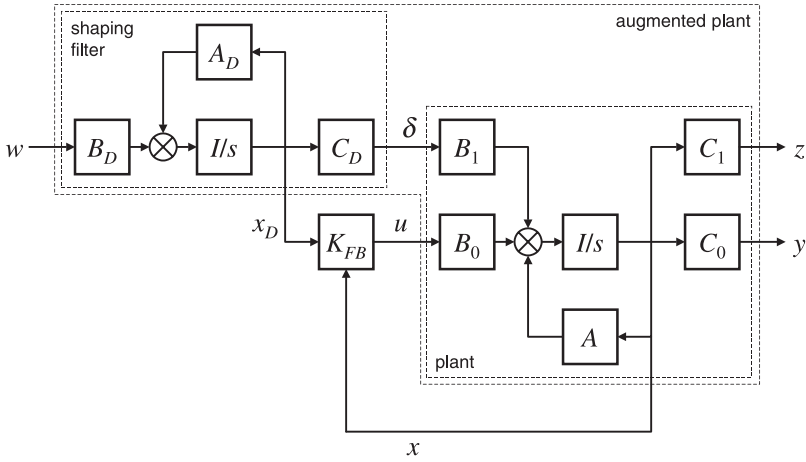 shaping
filter
augmented plant
A_D
w
B_D
I/s
C_D
δ
B_1
C_1
z
x_D
K_FB
u
B_0
I/s
C_0
y
A
plant
x